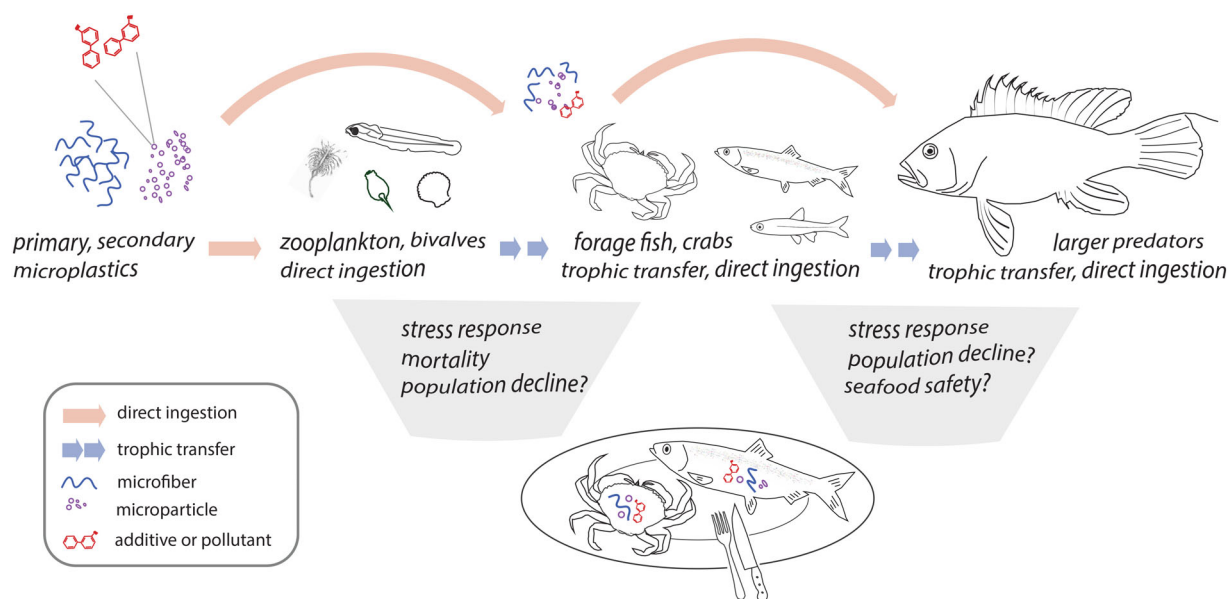 primary, secondary
microplastics
zooplankton, bivalves
direct ingestion
forage fish, crabs
trophic transfer, direct ingestion
larger predators
trophic transfer, direct ingestion
stress response
mortality
population decline?
stress response
population decline?
seafood safety?
direct ingestion
trophic transfer
microfiber
microparticle
additive or pollutant